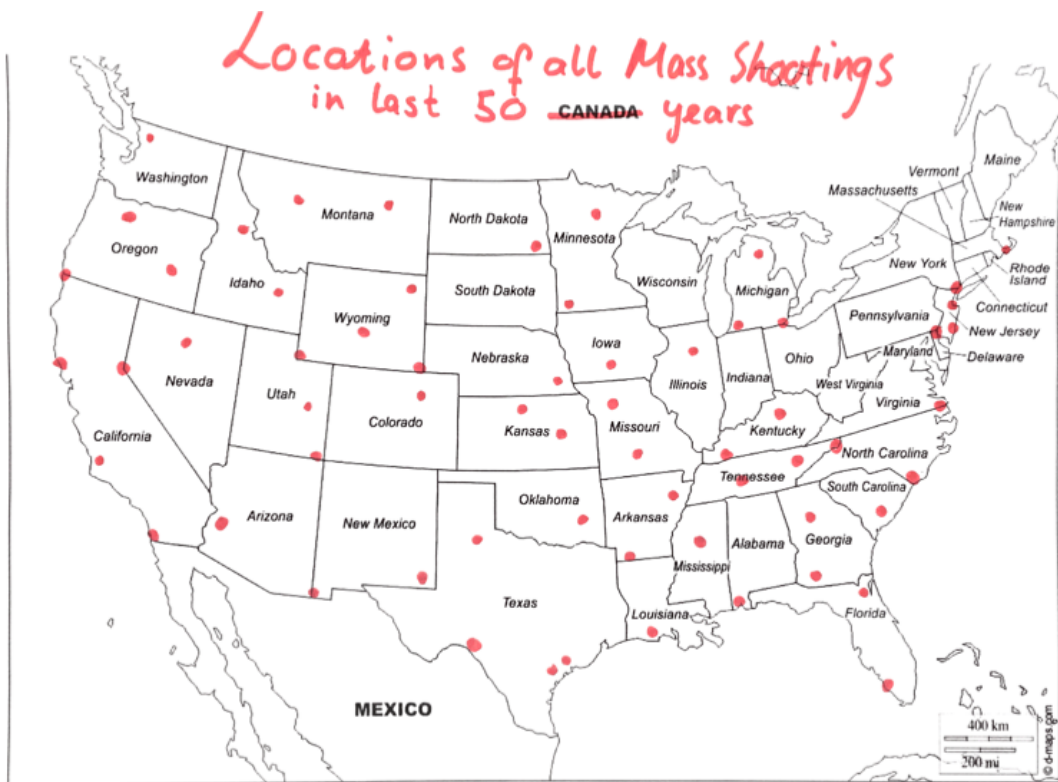 Locations of all Mass Shootings
in last 50 years
CANADA
Washington
Montana
North Dakota
Minnesota
Vermont
Maine
Massachusetts
New
Hampshire
Oregon
Idaho
Wyoming
South Dakota
Wisconsin
Michigan
New York
Rhode
Island
Connecticut
Pennsylvania
New Jersey
Nebraska
Iowa
Illinois
Indiana
Ohio
Maryland
Delaware
West Virginia
Virginia
Nevada
Utah
Colorado
Kansas
Missouri
Kentucky
California
North Carolina
Tennessee
South Carolina
Arizona
New Mexico
Oklahoma
Arkansas
Mississippi
Alabama
Georgia
Texas
Louisiana
Florida
MEXICO
400 km
200 mi
© d-maps.com